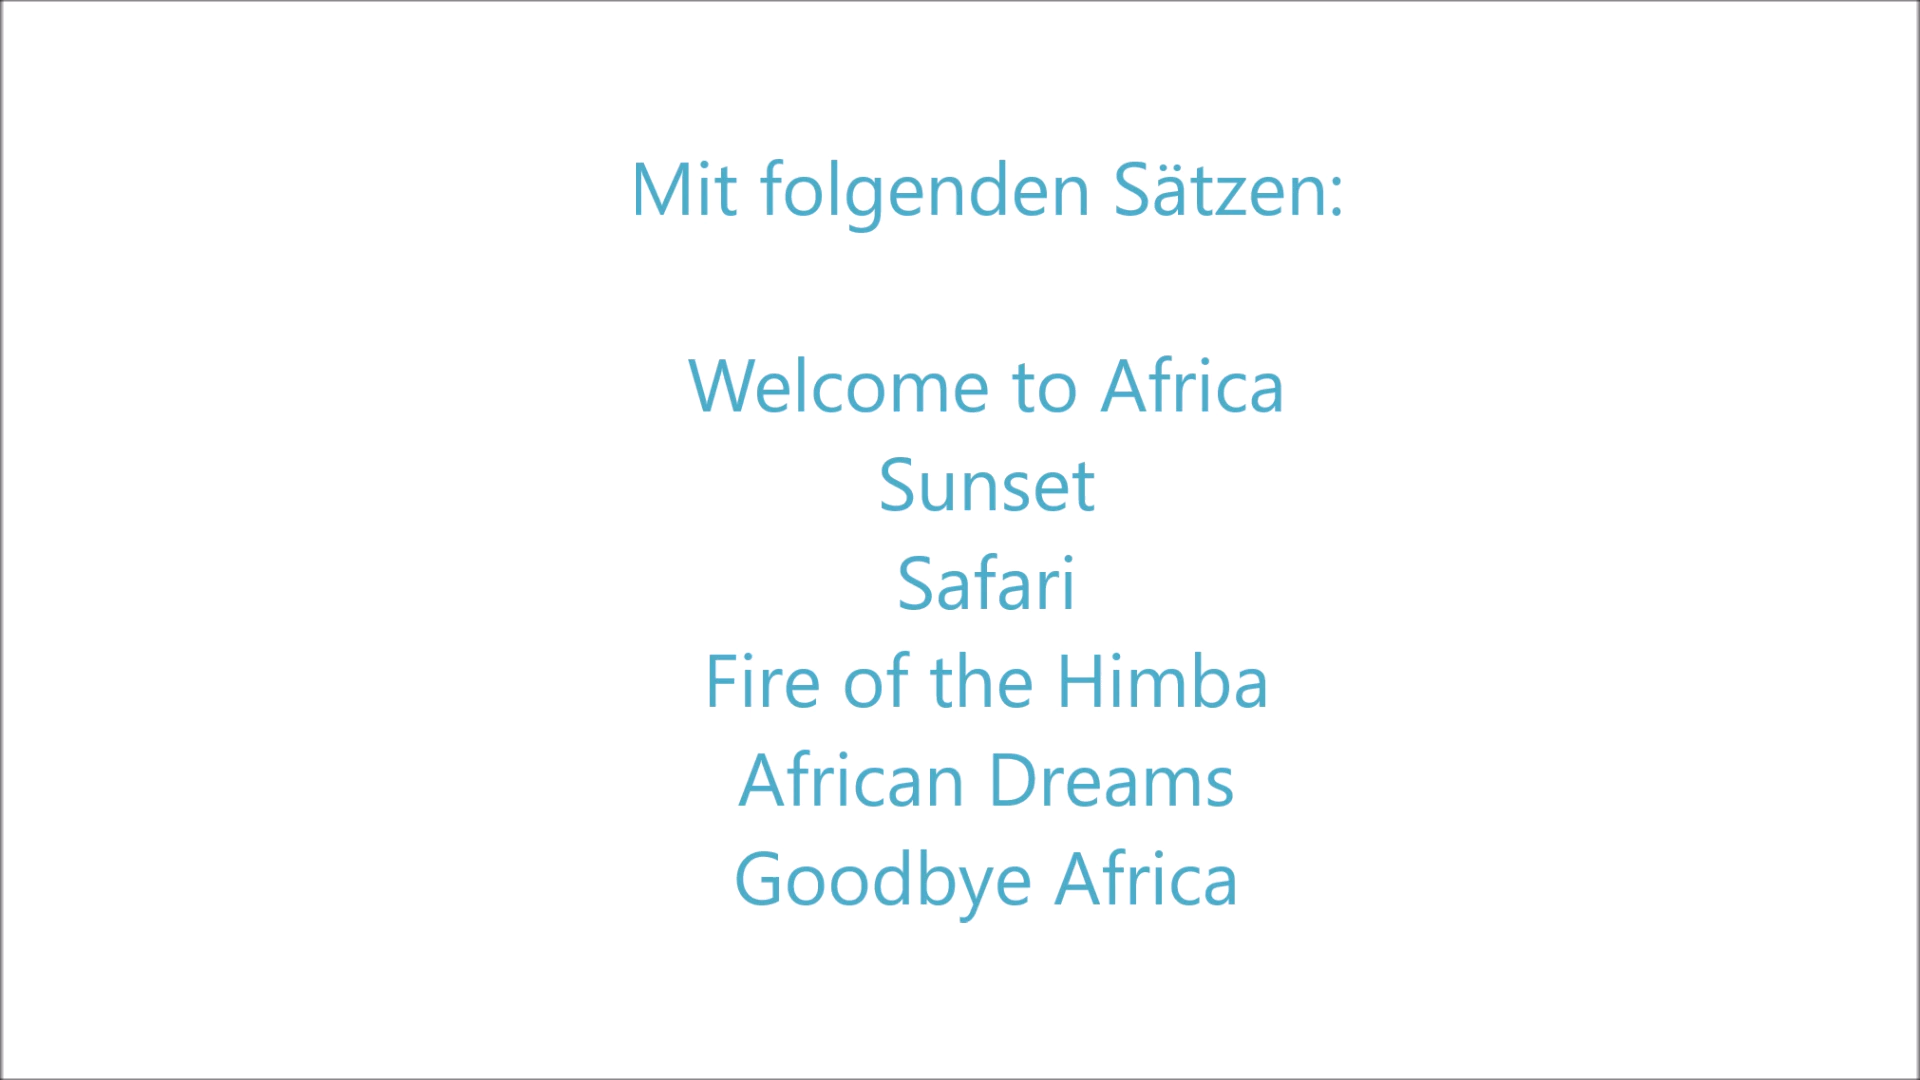 Mit folgenden Sätzen:
Welcome to Africa
Sunset
Safari
Fire of the Himba
African Dreams
Goodbye Africa